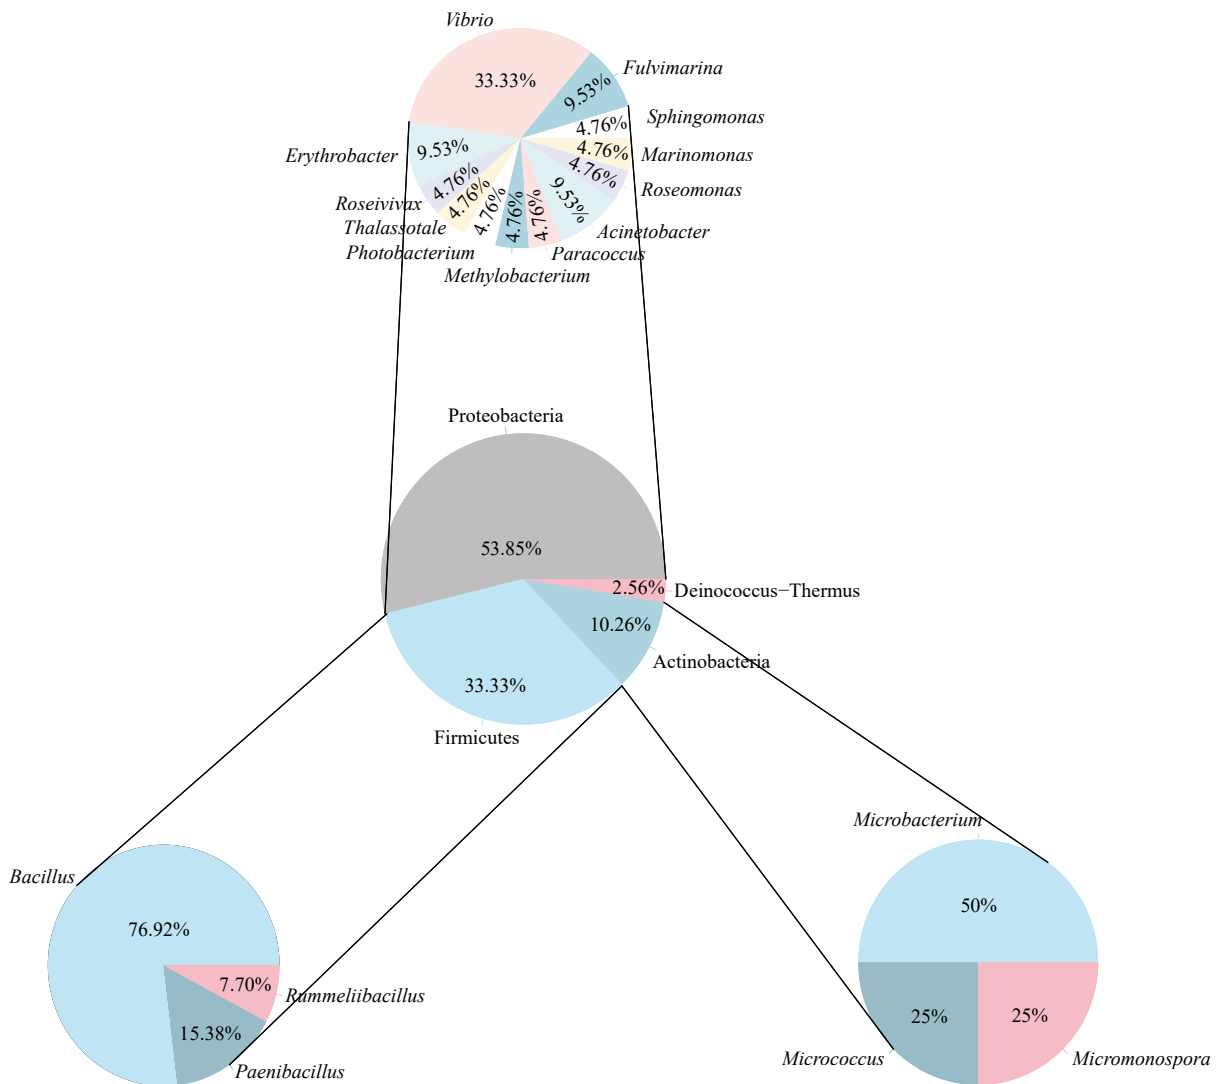 Vibrio
33.33%
Fulvimarina
9.53%
Sphingomonas
4.76%
Marinomonas
4.76%
Roseomonas
4.76%
Acinetobacter
9.53%
Paracoccus
4.76%
Methylobacterium
4.76%
Photobacterium
4.76%
Thalassotale
4.76%
Roseivivax
4.76%
Erythrobacter
9.53%
Proteobacteria
53.85%
2.56%
Deinococcus−Thermus
10.26%
Actinobacteria
33.33%
Firmicutes
Bacillus
76.92%
7.70%
Rummeliibacillus
15.38%
Paenibacillus
Microbacterium
50%
25%
25%
Micrococcus
Micromonospora